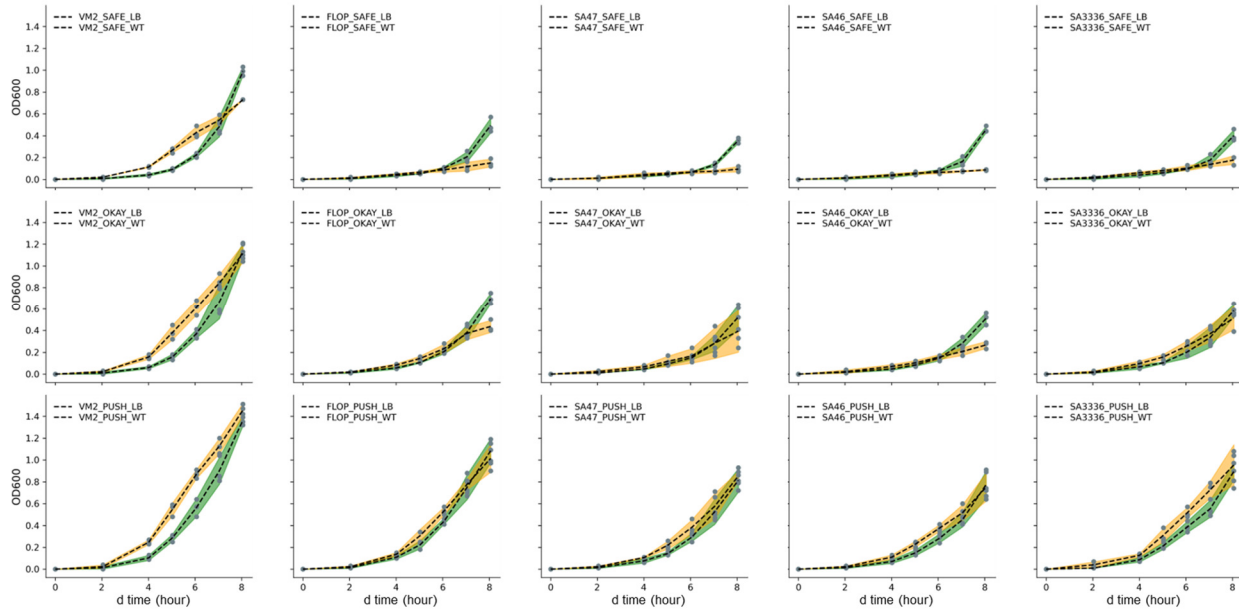 VM2_SAFE_LB
VM2_SAFE_WT
FLOP_SAFE_LB
FLOP_SAFE_WT
SA47_SAFE_LB
SA47_SAFE_WT
SA46_SAFE_LB
SA46_SAFE_WT
SA3336_SAFE_LB
SA3336_SAFE_WT
OD600
1.4
1.2
1.0
0.8
0.6
0.4
0.2
0.0
VM2_OKAY_LB
VM2_OKAY_WT
FLOP_OKAY_LB
FLOP_OKAY_WT
SA47_OKAY_LB
SA47_OKAY_WT
SA46_OKAY_LB
SA46_OKAY_WT
SA3336_OKAY_LB
SA3336_OKAY_WT
OD600
1.4
1.2
1.0
0.8
0.6
0.4
0.2
0.0
VM2_PUSH_LB
VM2_PUSH_WT
FLOP_PUSH_LB
FLOP_PUSH_WT
SA47_PUSH_LB
SA47_PUSH_WT
SA46_PUSH_LB
SA46_PUSH_WT
SA3336_PUSH_LB
SA3336_PUSH_WT
OD600
1.4
1.2
1.0
0.8
0.6
0.4
0.2
0.0
0 2 4 6 8
0 2 4 6 8
0 2 4 6 8
0 2 4 6 8
0 2 4 6 8
d time (hour)
d time (hour)
d time (hour)
d time (hour)
d time (hour)